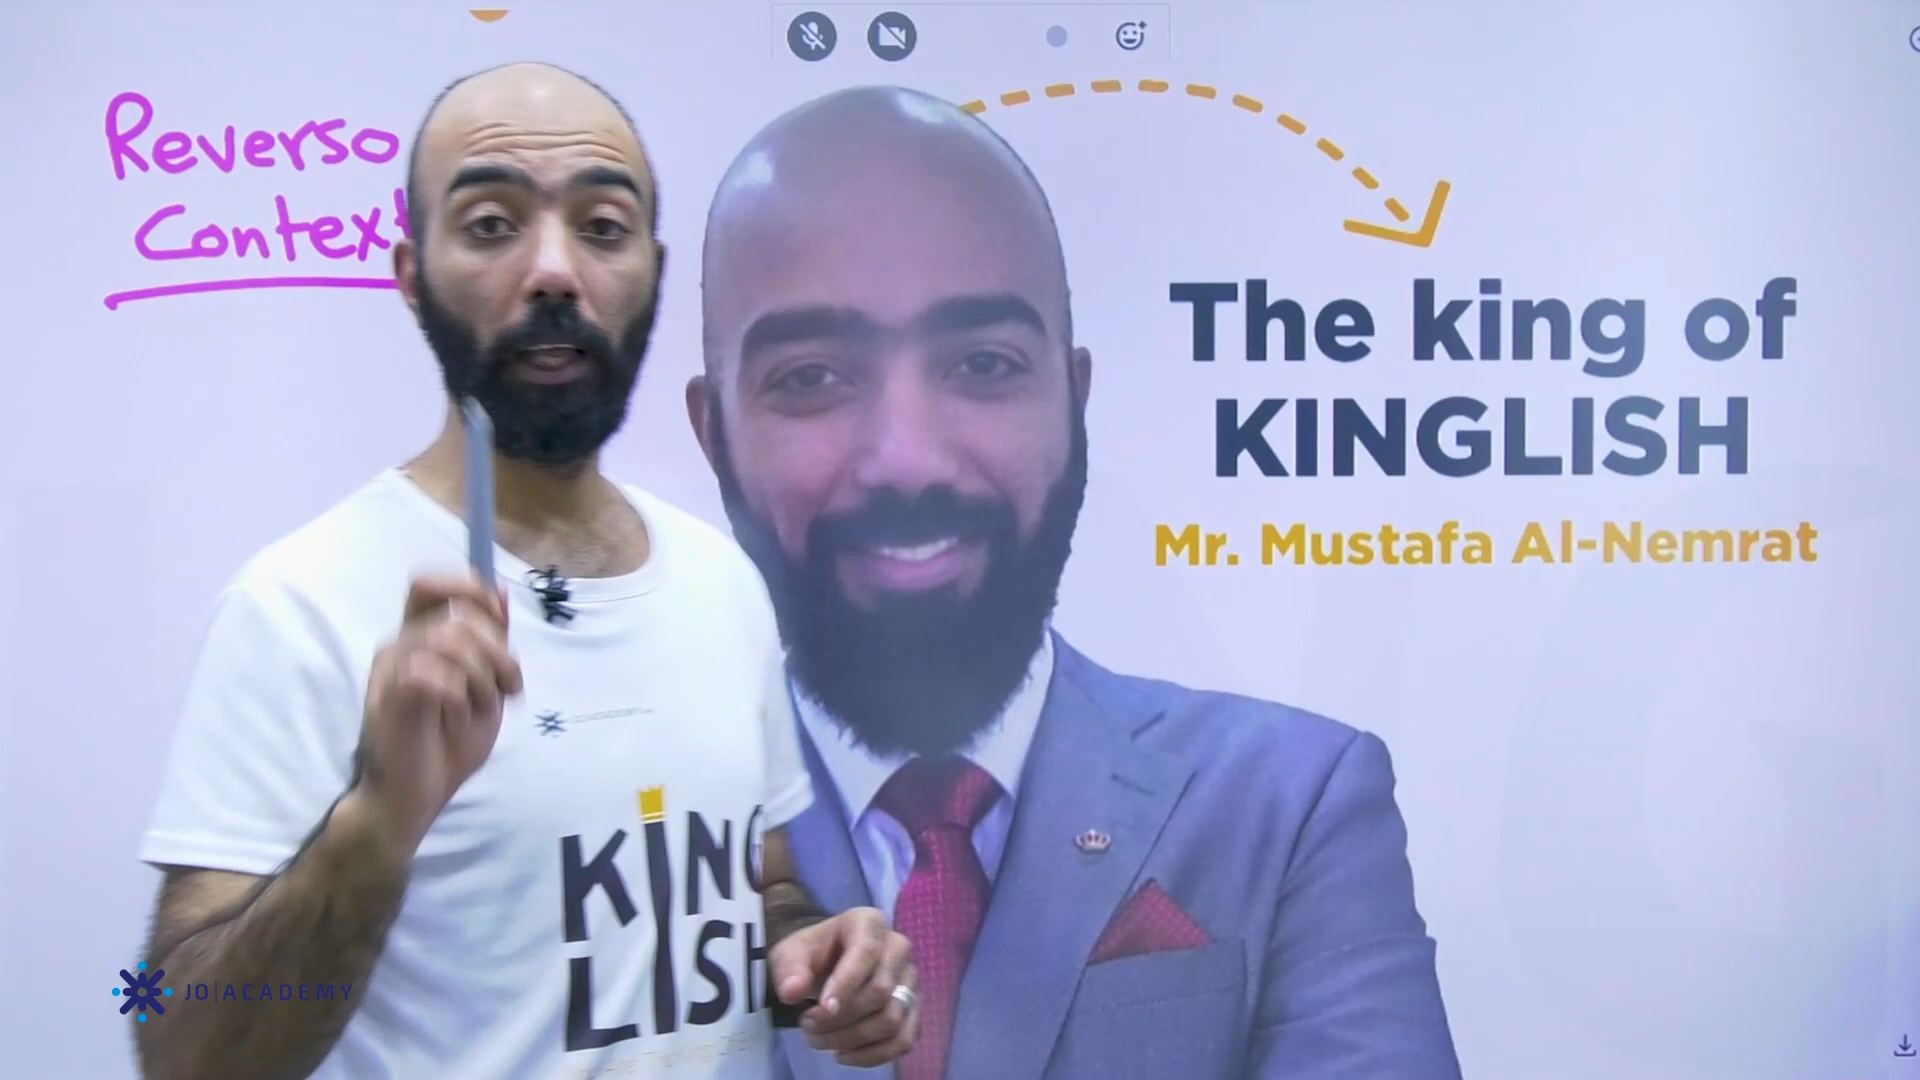 Reverso
Context
The king of
KINGLISH
Mr. Mustafa Al-Nemrat
KING
LISH
JO|ACADEMY